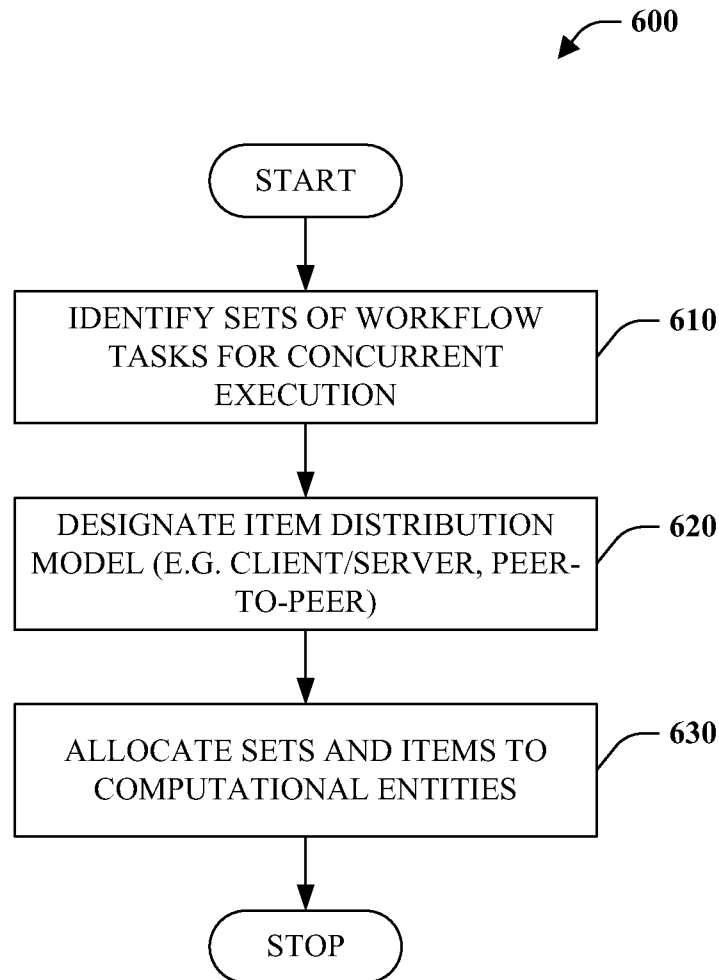 600
START
IDENTIFY SETS OF WORKFLOW
TASKS FOR CONCURRENT
EXECUTION
610
DESIGNATE ITEM DISTRIBUTION
MODEL (E.G. CLIENT/SERVER, PEER-
TO-PEER)
620
ALLOCATE SETS AND ITEMS TO
COMPUTATIONAL ENTITIES
630
STOP